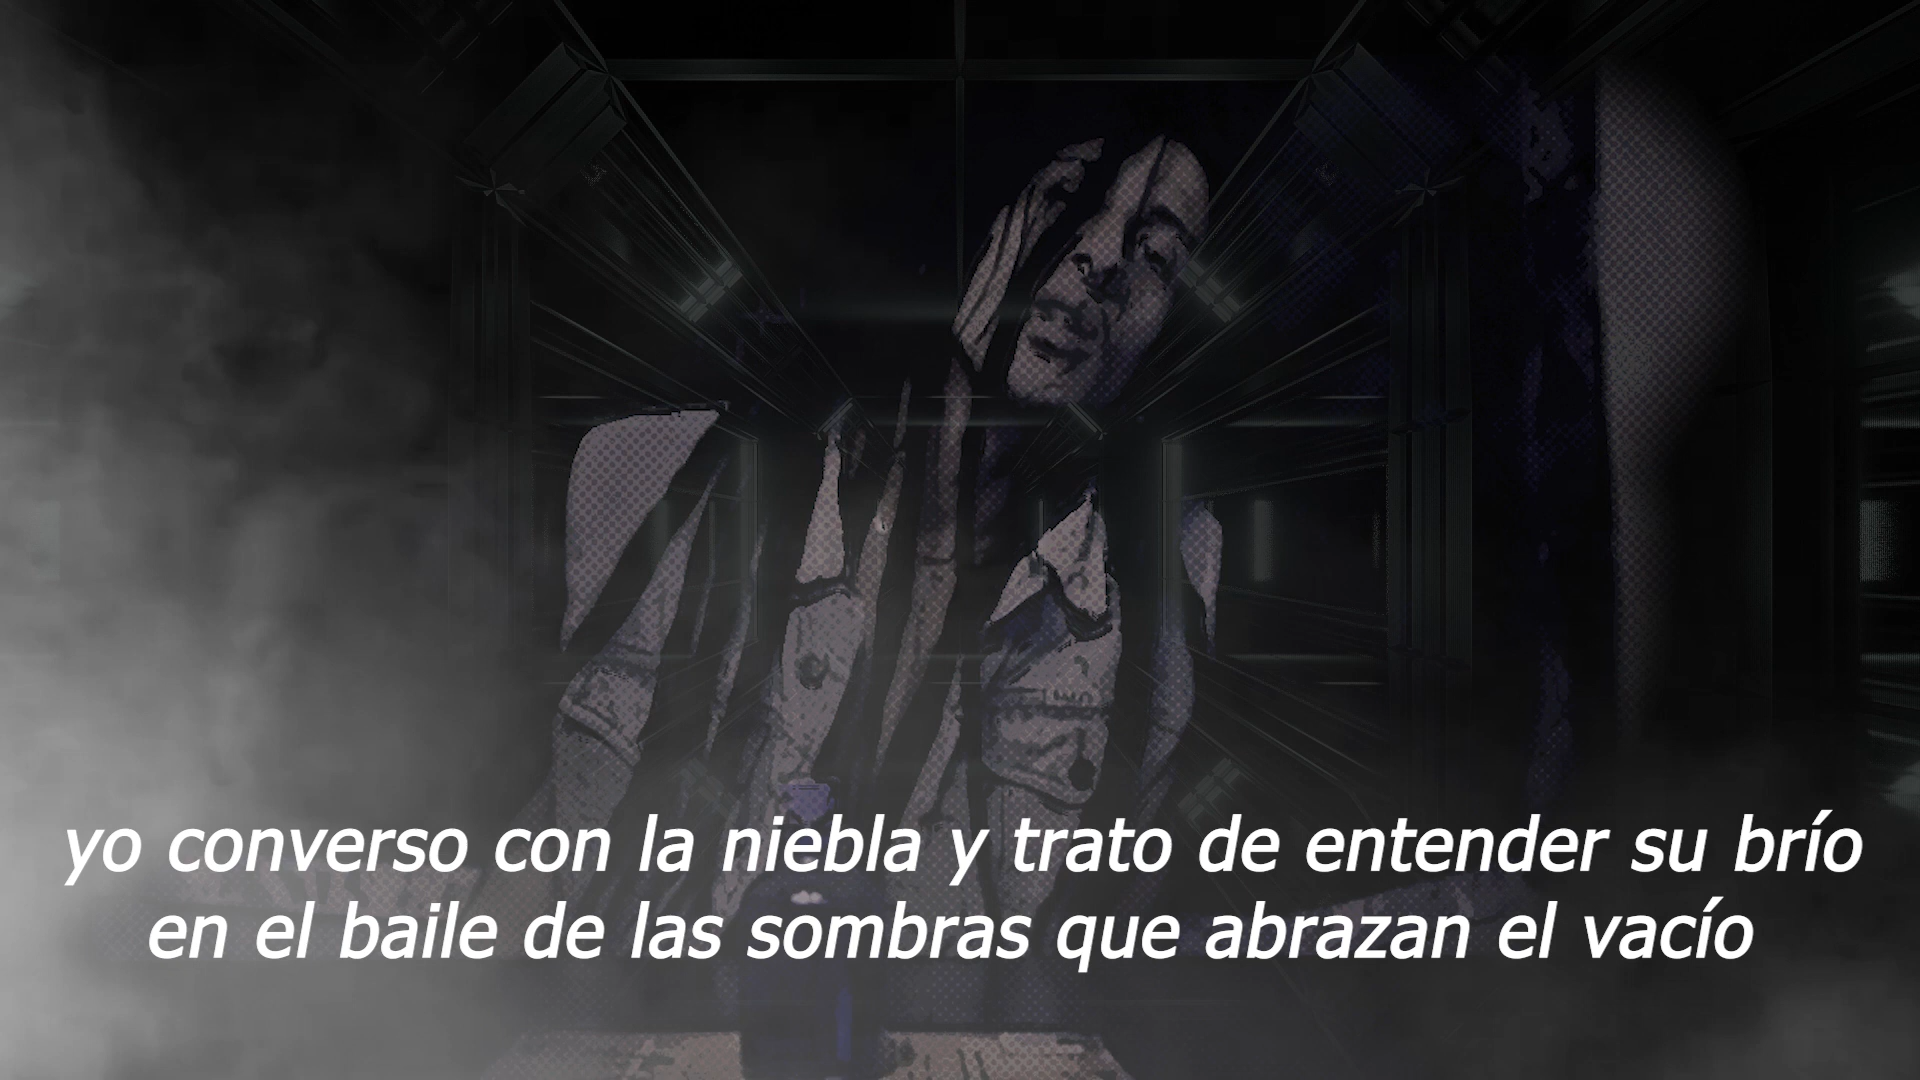 yo converso con la niebla y trato de entender su brío
en el baile de las sombras que abrazan el vacío